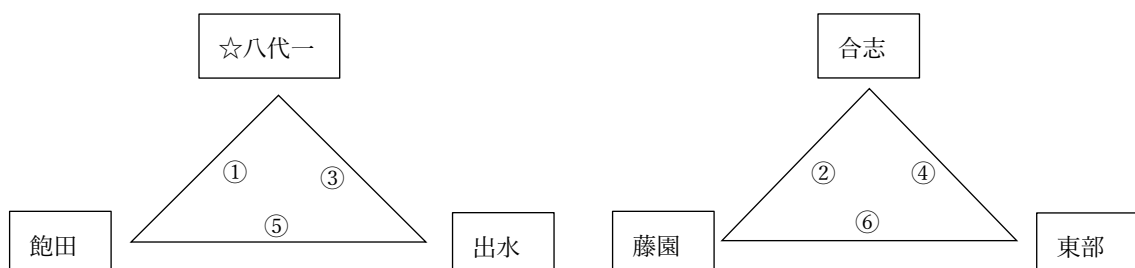 ☆八代一
合志
①
③
②
④
⑤
⑥
飽田
出水
藤園
東部